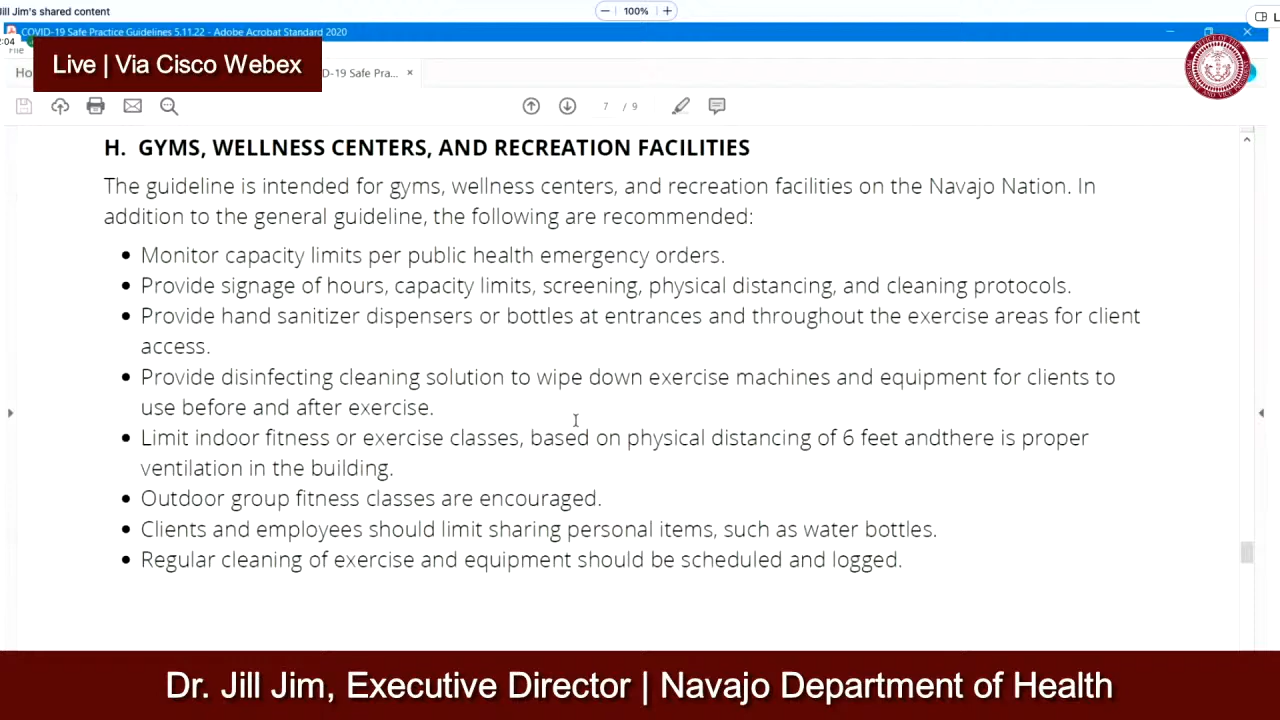 Jill Jim's shared content
100%
COVID-19 Safe Practice Guidelines 5.11.22 - Adobe Acrobat Standard 2020
2:04
File
Live | Via Cisco Webex
Ho
D-19 Safe Pra... ×
7 / 9
H. GYMS, WELLNESS CENTERS, AND RECREATION FACILITIES
The guideline is intended for gyms, wellness centers, and recreation facilities on the Navajo Nation. In
addition to the general guideline, the following are recommended:
• Monitor capacity limits per public health emergency orders.
• Provide signage of hours, capacity limits, screening, physical distancing, and cleaning protocols.
• Provide hand sanitizer dispensers or bottles at entrances and throughout the exercise areas for client
access.
• Provide disinfecting cleaning solution to wipe down exercise machines and equipment for clients to
use before and after exercise.
• Limit indoor fitness or exercise classes, based on physical distancing of 6 feet andthere is proper
ventilation in the building.
• Outdoor group fitness classes are encouraged.
• Clients and employees should limit sharing personal items, such as water bottles.
• Regular cleaning of exercise and equipment should be scheduled and logged.
Dr. Jill Jim, Executive Director | Navajo Department of Health